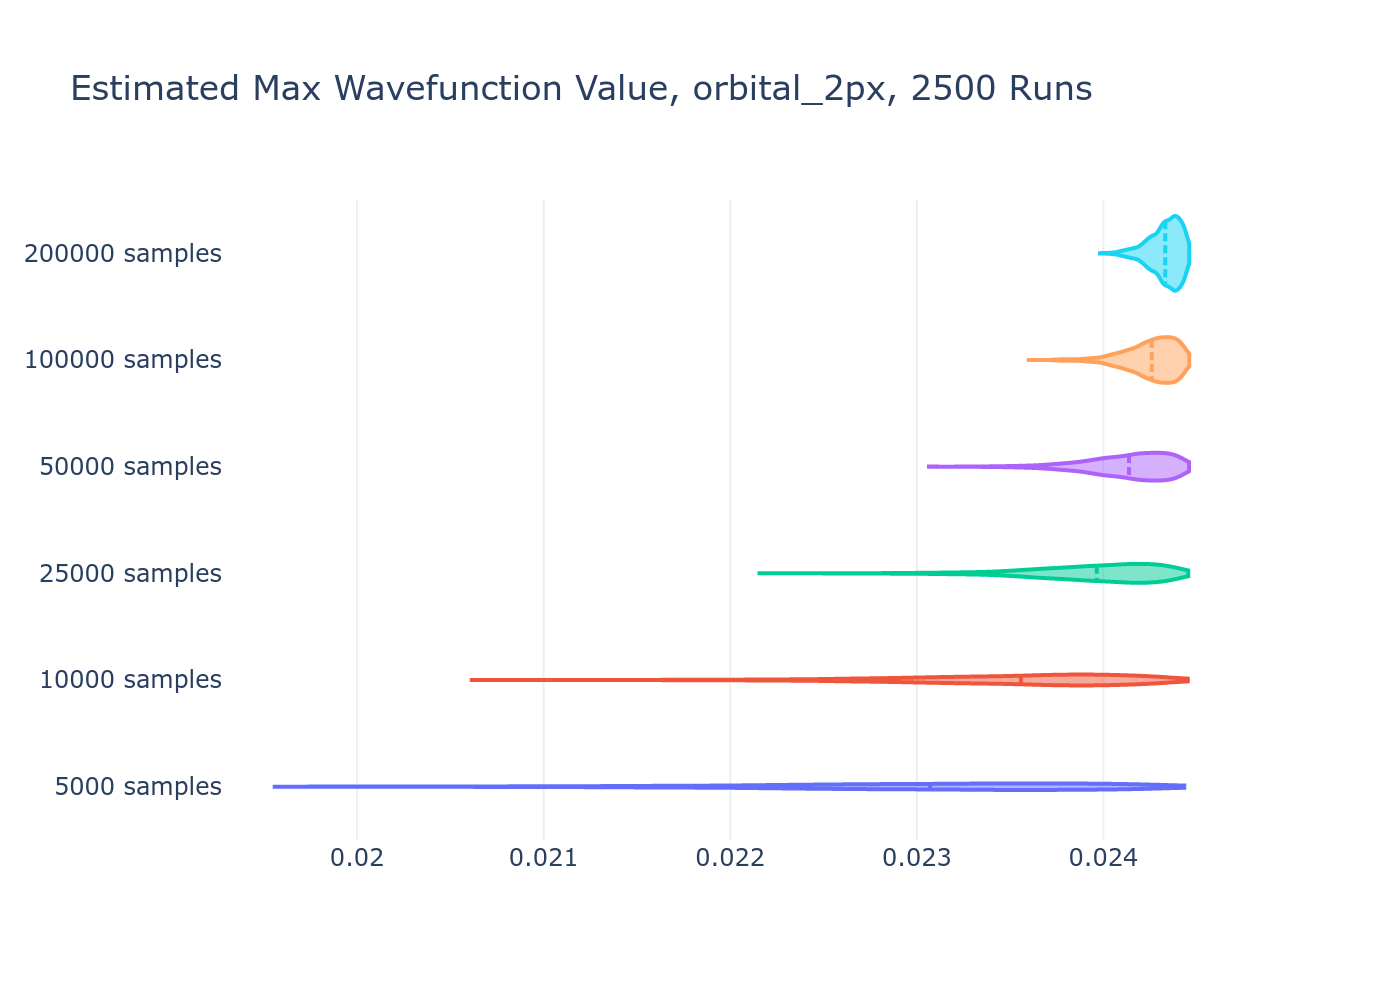 Estimated Max Wavefunction Value, orbital_2px, 2500 Runs
200000 samples
100000 samples
50000 samples
25000 samples
10000 samples
5000 samples
0.02 0.021 0.022 0.023 0.024